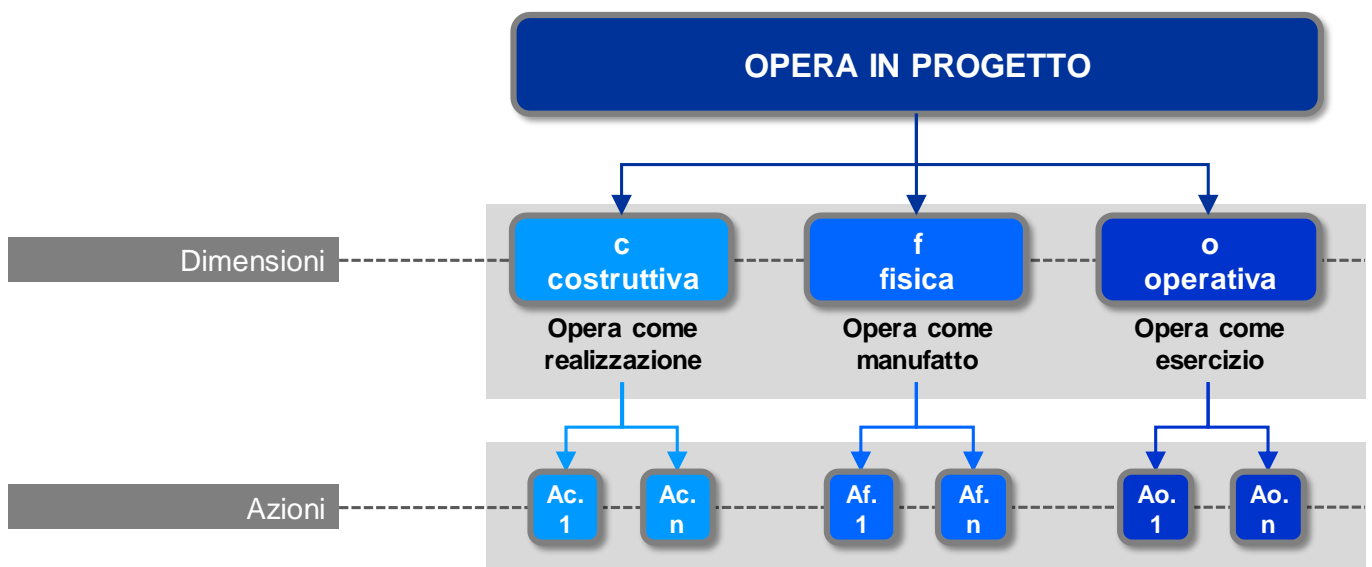 OPERA IN PROGETTO
Dimensioni
c
costruttiva
f
fisica
o
operativa
Opera come
realizzazione
Opera come
manufatto
Opera come
esercizio
Azioni
Ac.
1
Ac.
n
Af.
1
Af.
n
Ao.
1
Ao.
n